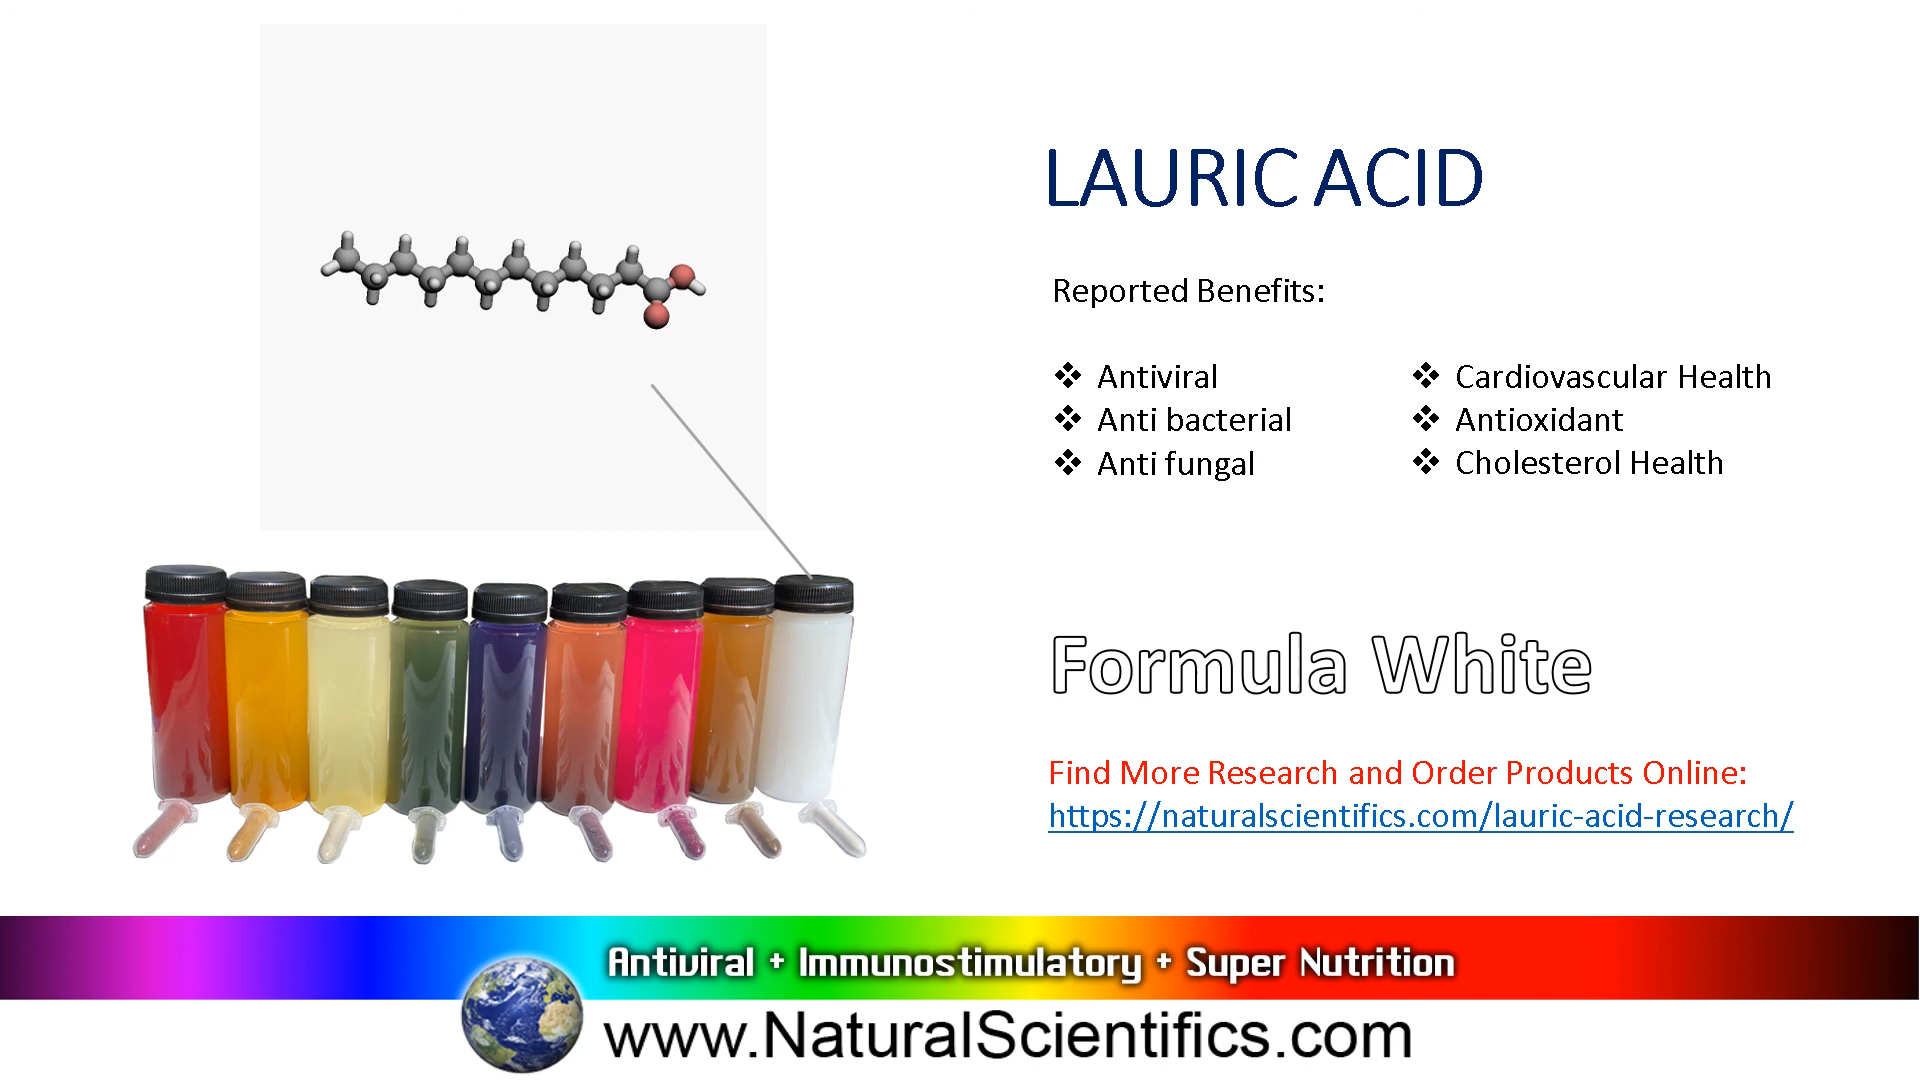 LAURIC ACID
Reported Benefits:
❖ Antiviral
❖ Anti bacterial
❖ Anti fungal
❖ Cardiovascular Health
❖ Antioxidant
❖ Cholesterol Health
Formula White
Find More Research and Order Products Online:
https://naturalscientifics.com/lauric-acid-research/
Antiviral + Immunostimulatory + Super Nutrition
www.NaturalScientifics.com